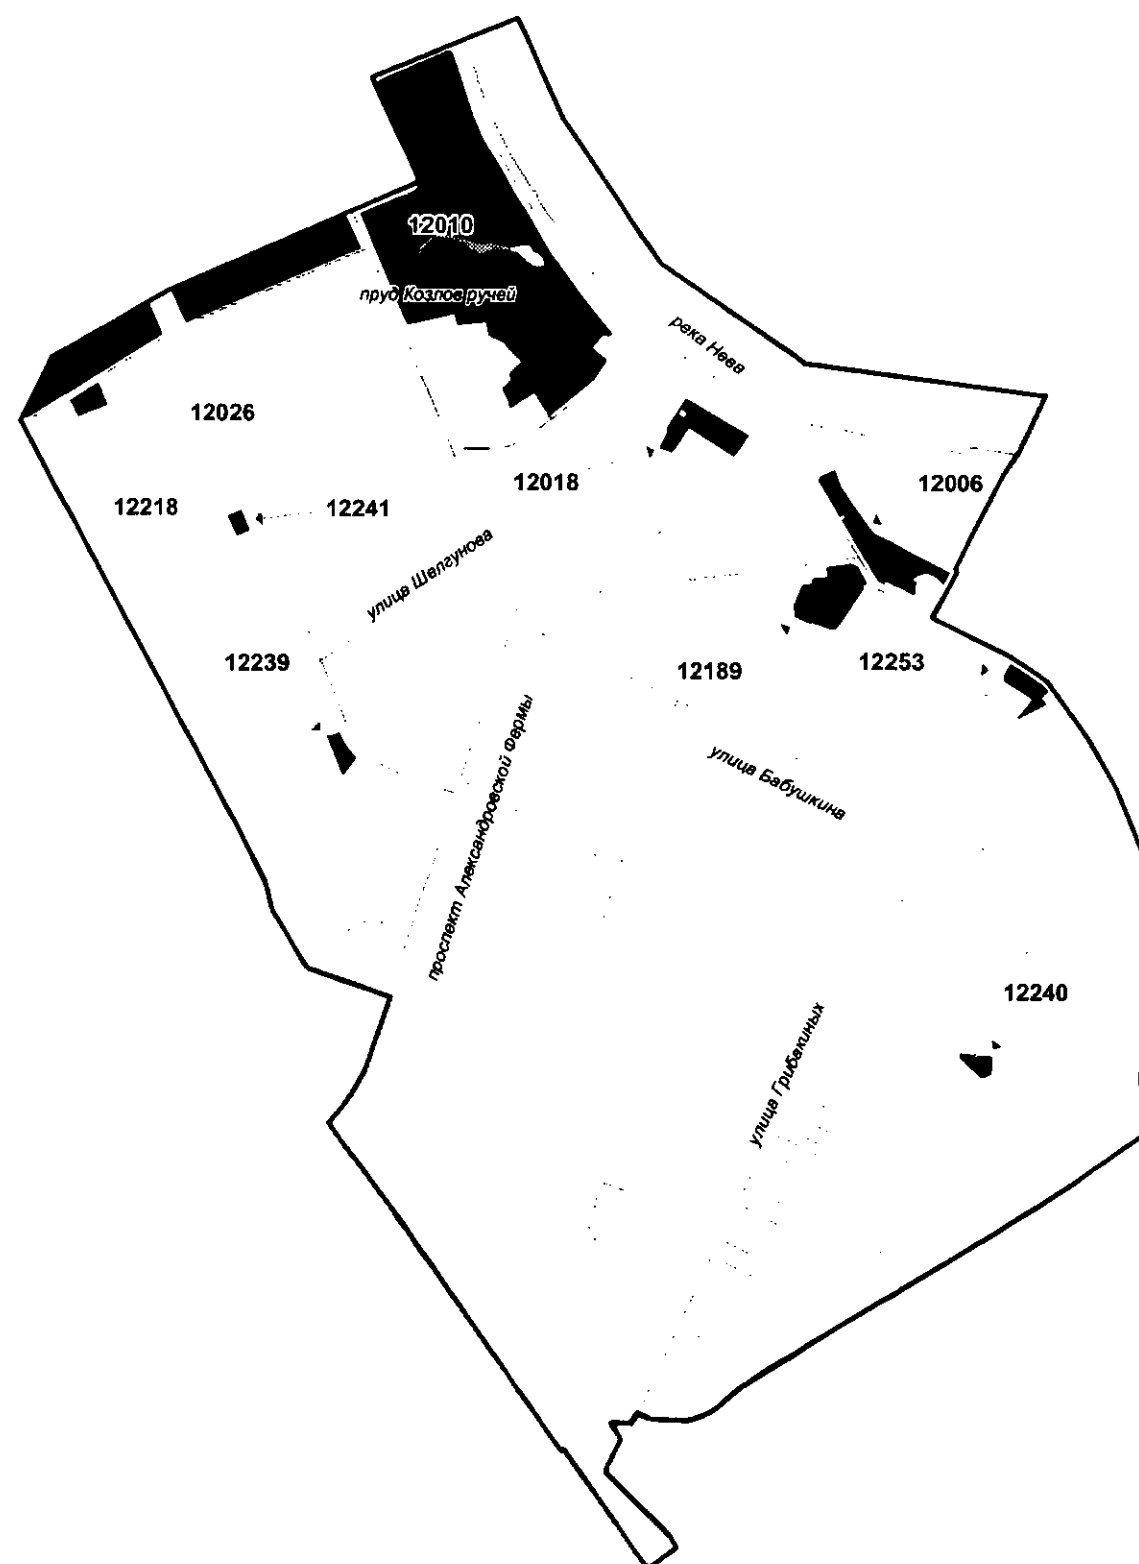 12010
пруд Козлов ручей
река Нева
12026
12018
12006
12218
12241
улица Шелгунова
12239
12189
12253
проспект Александровской Фермы
улица Бабушкина
12240
улица Грибакиных